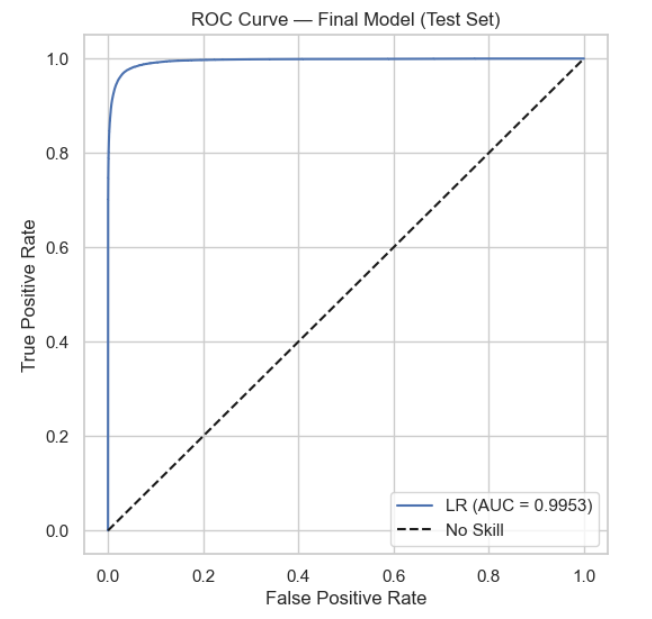 ROC Curve — Final Model (Test Set)
True Positive Rate
1.0
0.8
0.6
0.4
0.2
0.0
LR (AUC = 0.9953)
No Skill
0.0 0.2 0.4 0.6 0.8 1.0
False Positive Rate